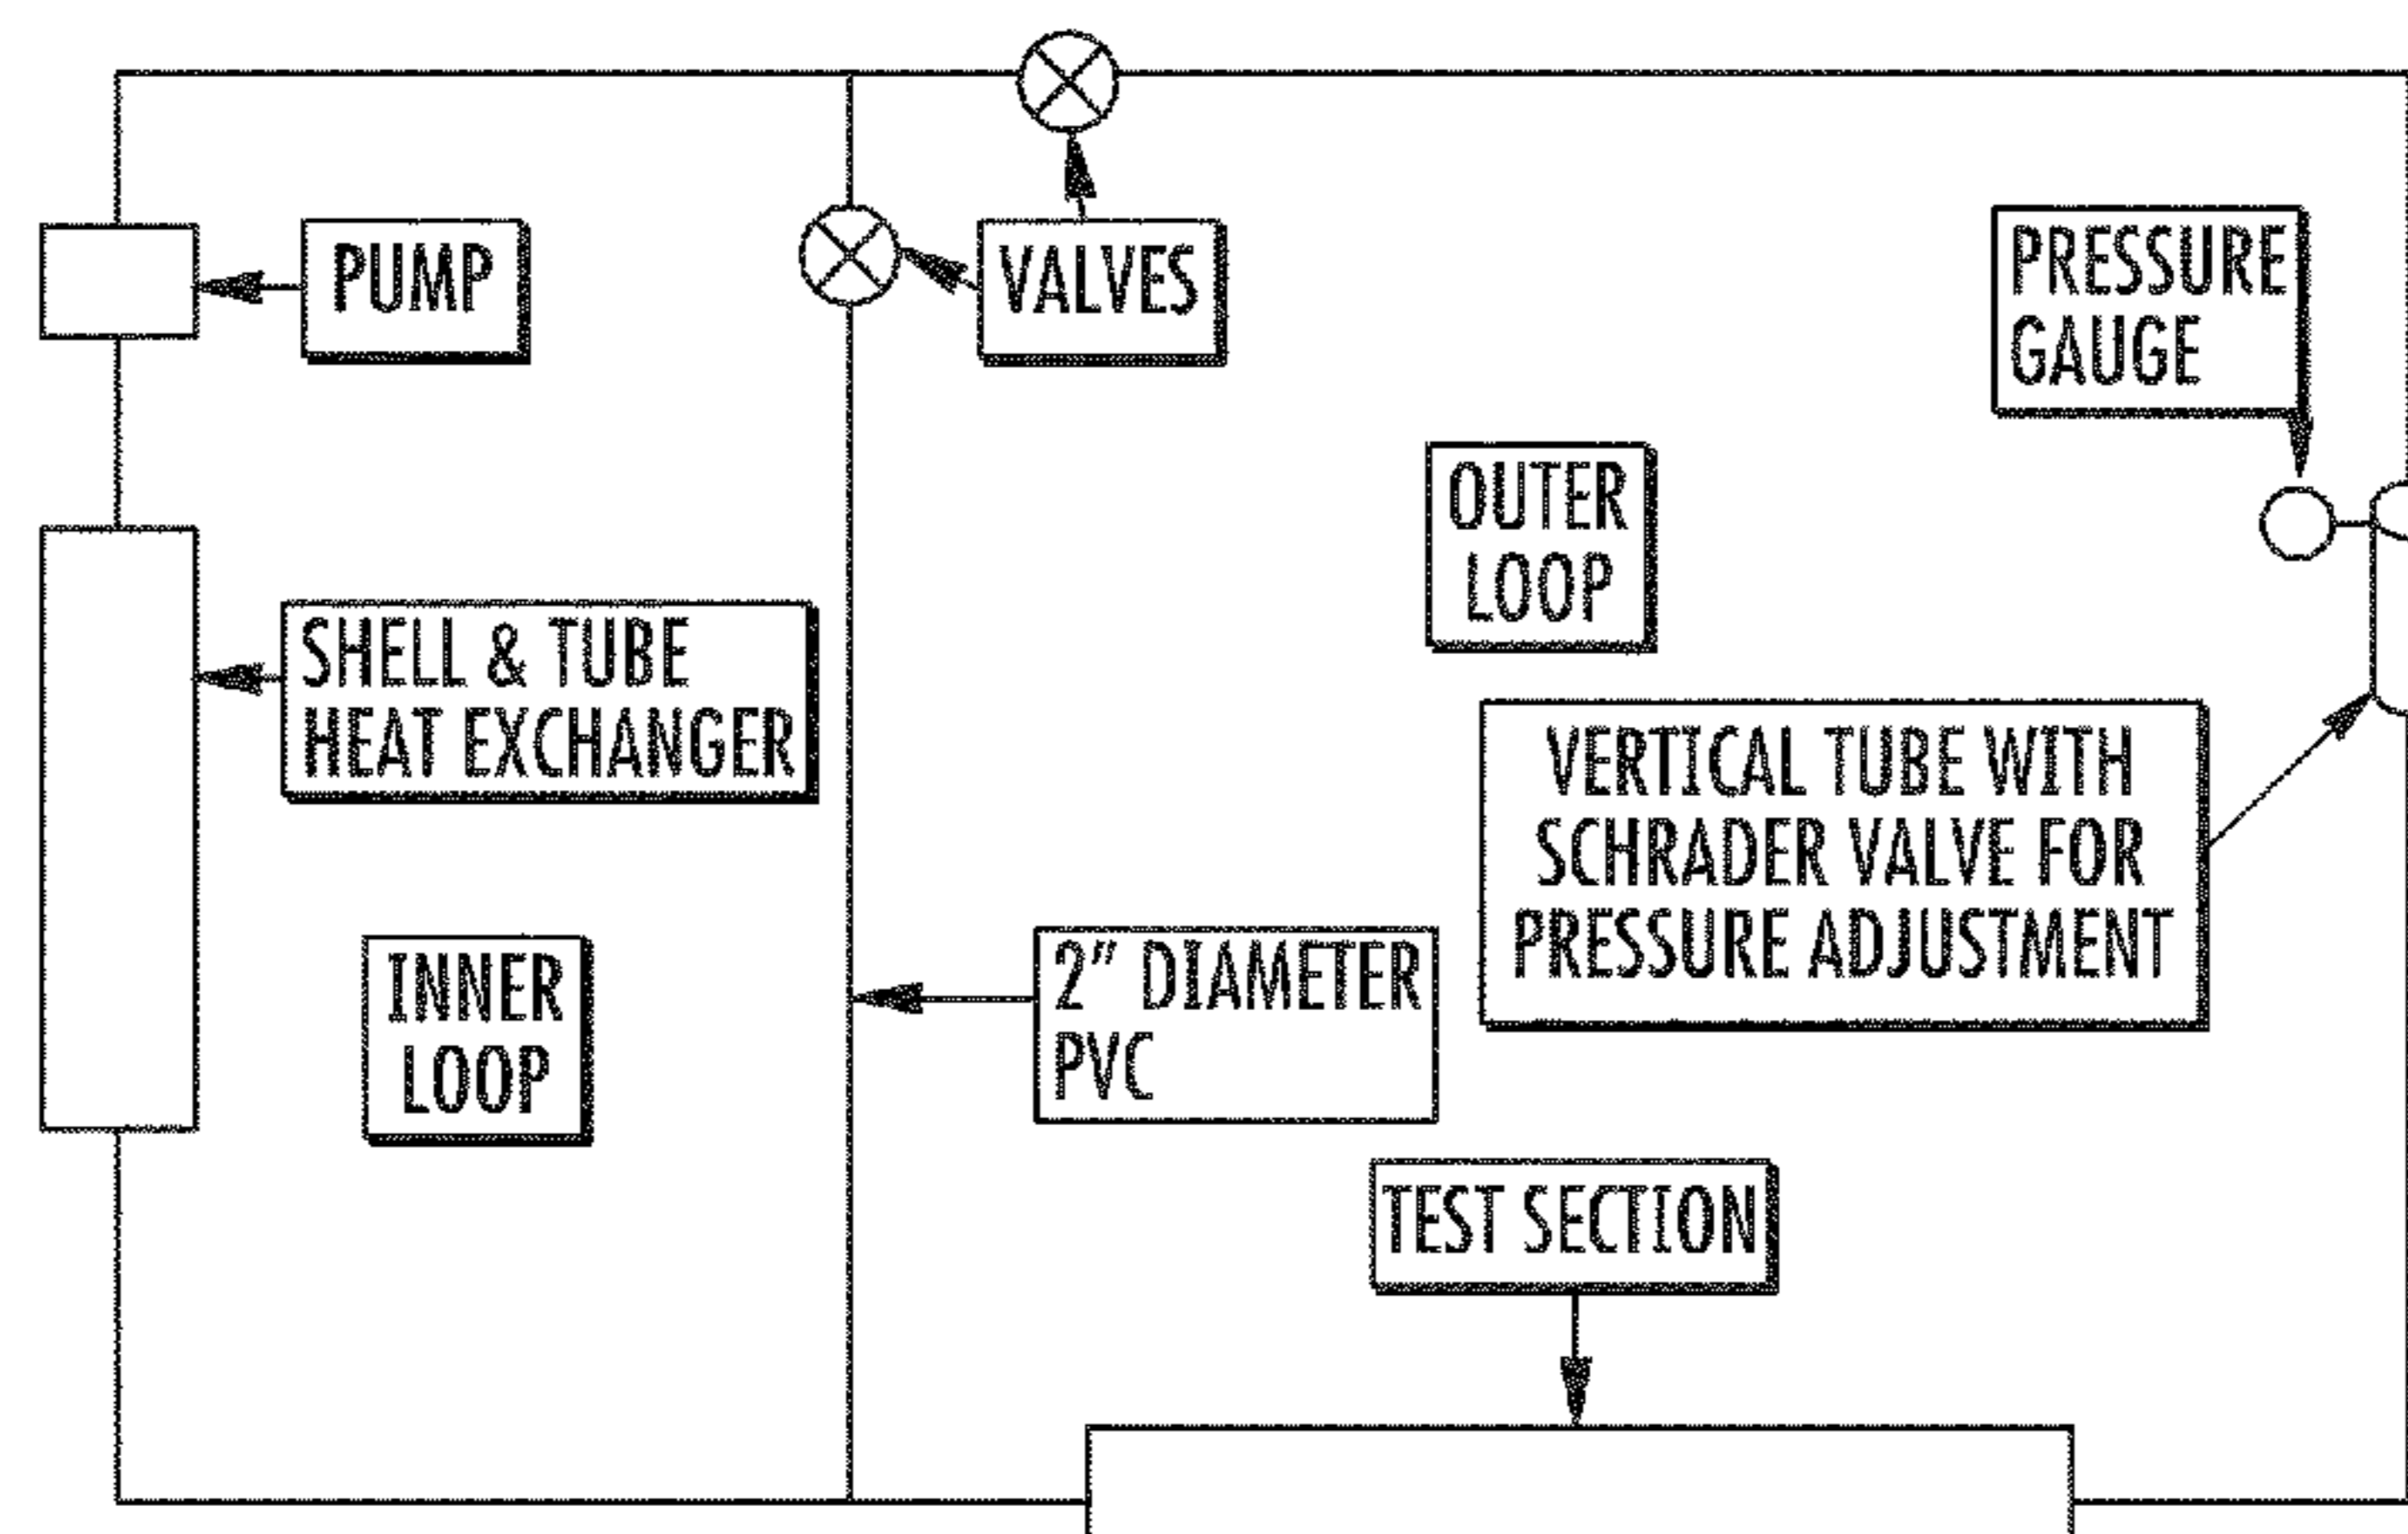 PUMP
VALVES
PRESSURE
GAUGE
OUTER
LOOP
SHELL & TUBE
HEAT EXCHANGER
VERTICAL TUBE WITH
SCHRADER VALVE FOR
PRESSURE ADJUSTMENT
INNER
LOOP
2" DIAMETER
PVC
TEST SECTION